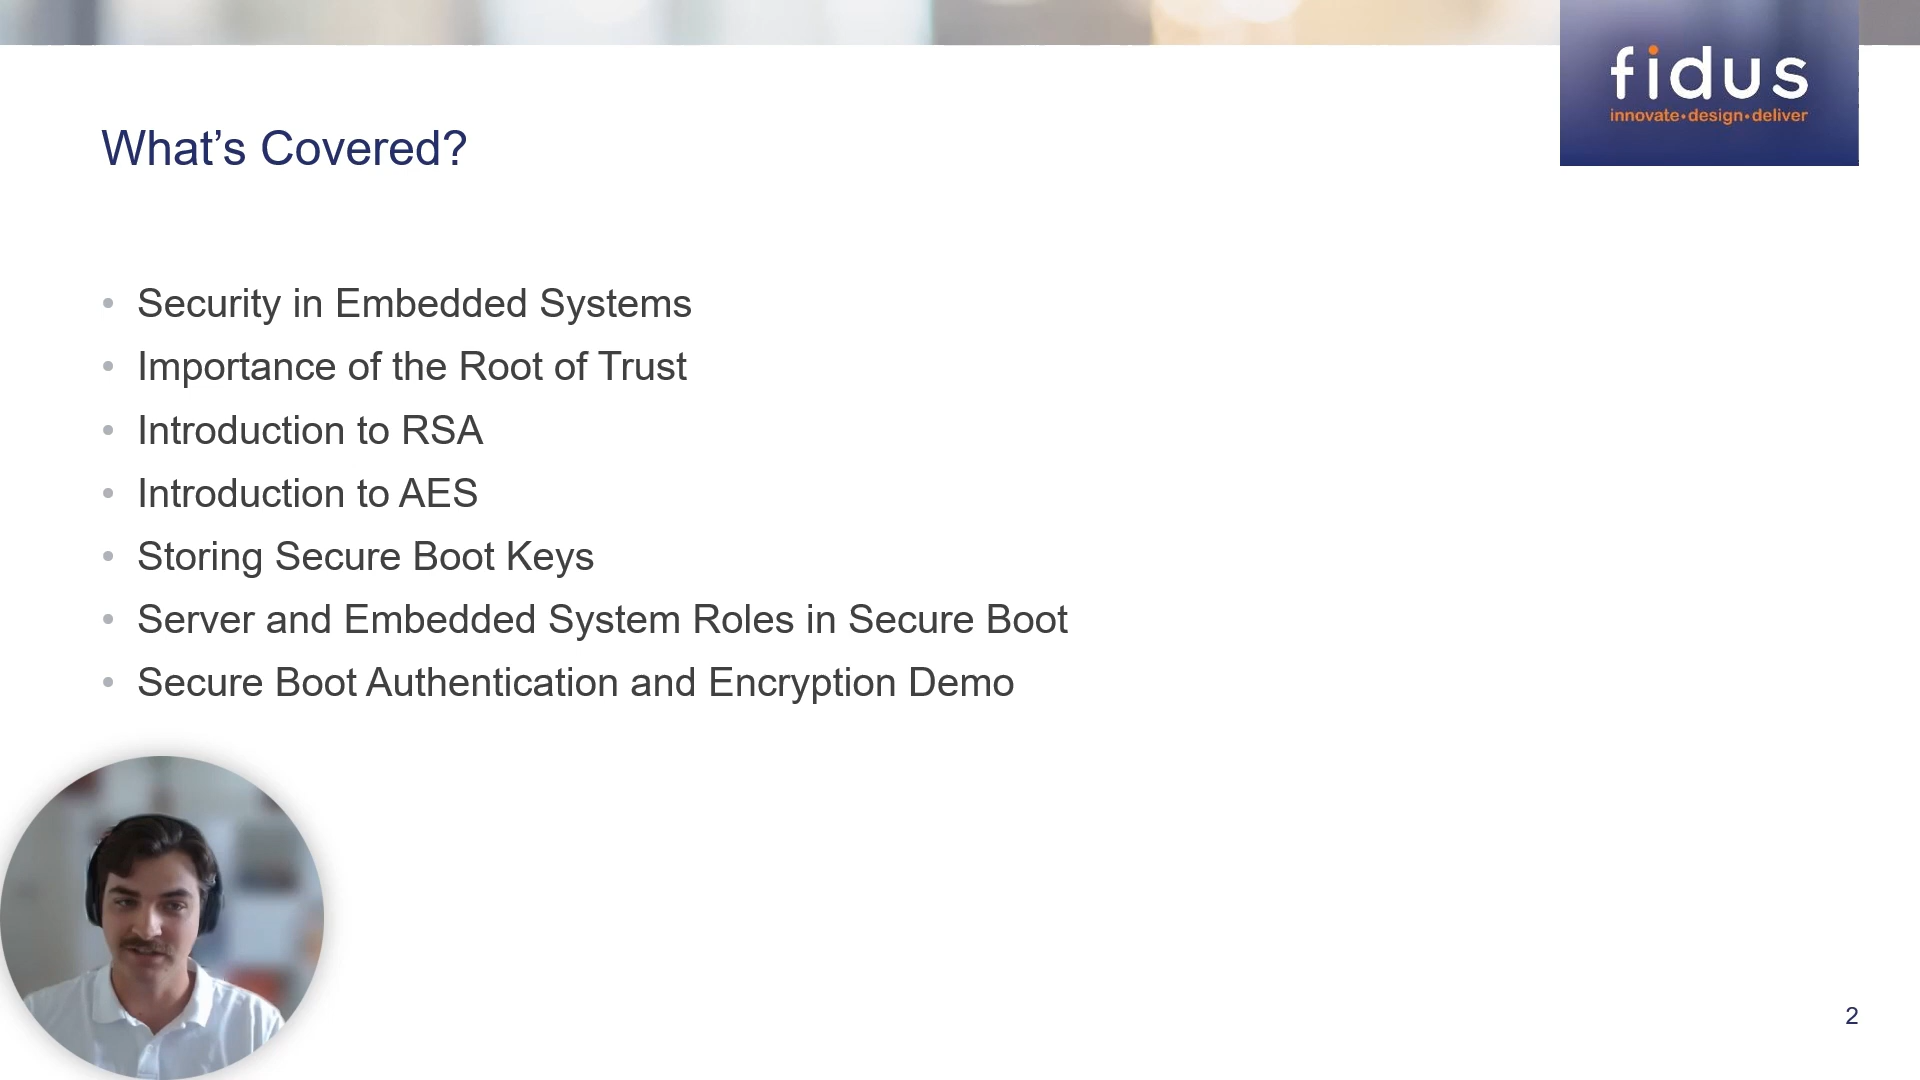 fidus
innovate•design•deliver
What’s Covered?
• Security in Embedded Systems
• Importance of the Root of Trust
• Introduction to RSA
• Introduction to AES
• Storing Secure Boot Keys
• Server and Embedded System Roles in Secure Boot
• Secure Boot Authentication and Encryption Demo
2